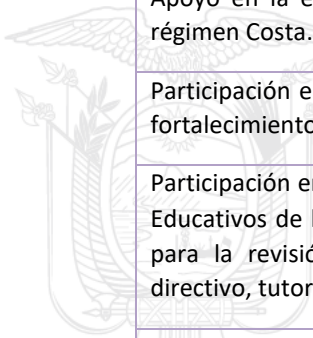 Apoyo en la e
régimen Costa.
Participación e
fortalecimiento
Participación en
Educativos de l
para la revisió
directivo, tutor